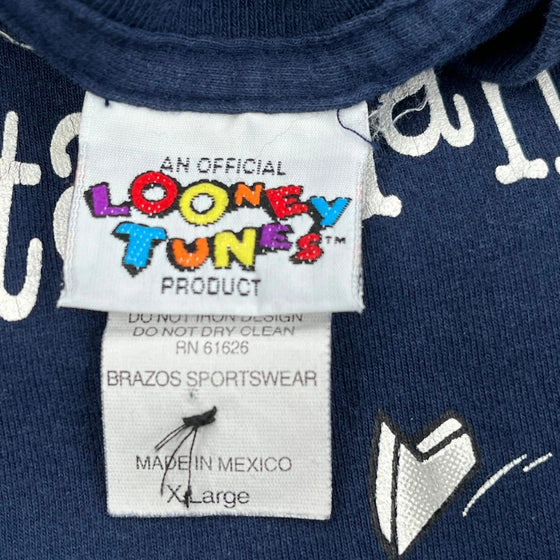 AN OFFICIAL
LOONEY
TUNES™
PRODUCT
DO NOT IRON DESIGN
DO NOT DRY CLEAN
RN 61626
BRAZOS SPORTSWEAR
MADE IN MEXICO
X-Large